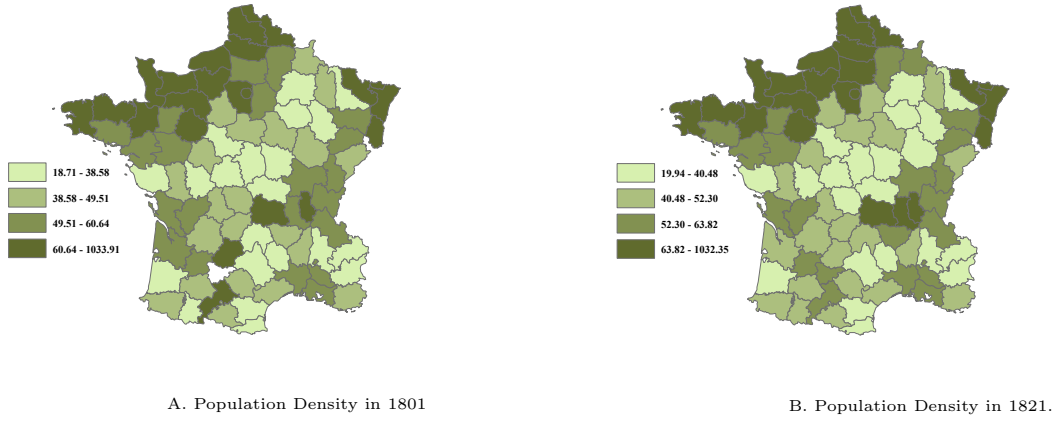 18.71 - 38.58
38.58 - 49.51
49.51 - 60.64
60.64 - 1033.91
A. Population Density in 1801
19.94 - 40.48
40.48 - 52.30
52.30 - 63.82
63.82 - 1032.35
B. Population Density in 1821.